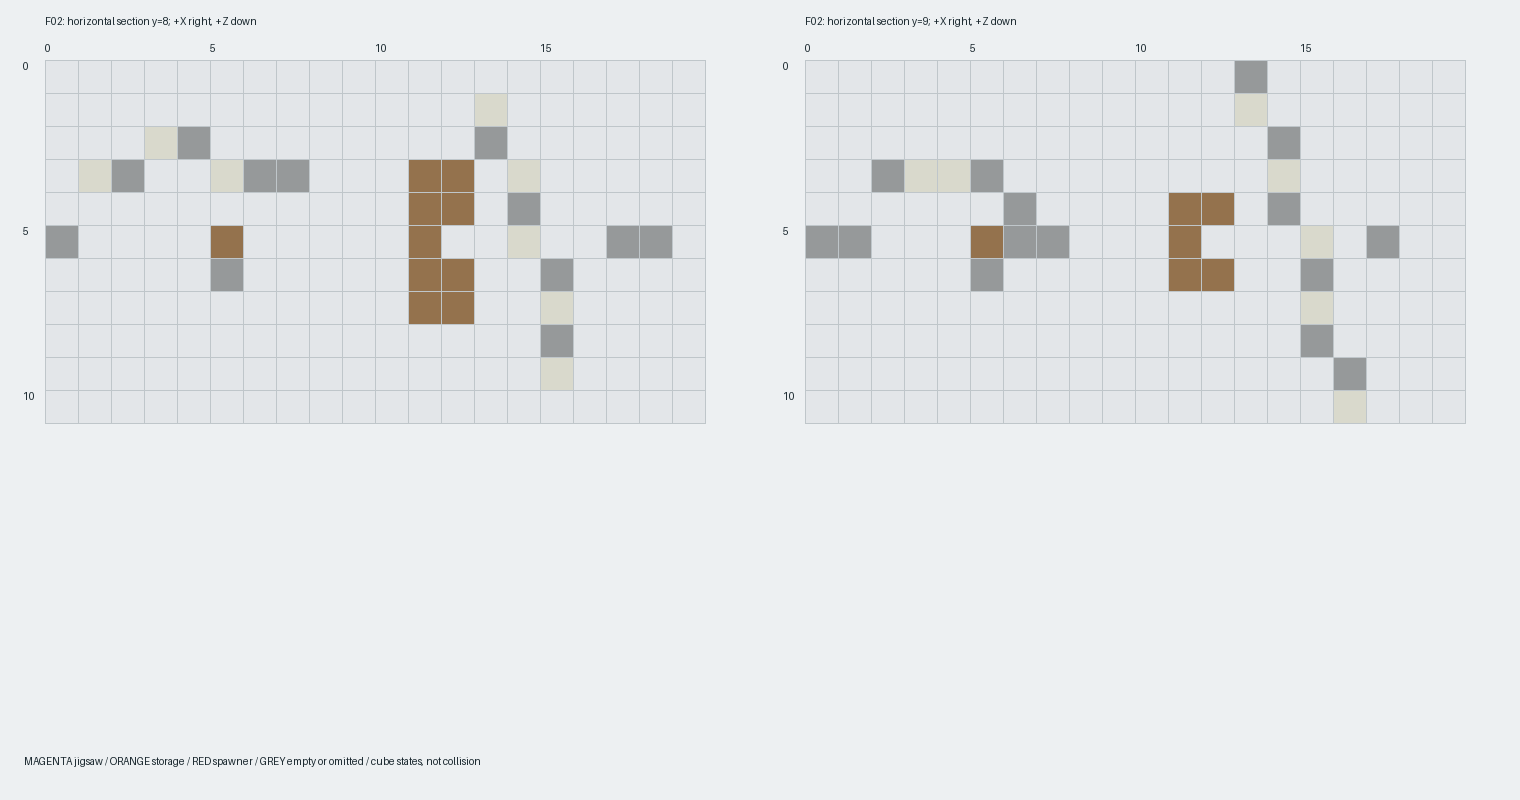 F02: horizontal section y=8; +X right, +Z down
0 5 10 15
0
5
10
F02: horizontal section y=9; +X right, +Z down
0 5 10 15
0
5
10
MAGENTA jigsaw / ORANGE storage / RED spawner / GREY empty or omitted / cube states, not collision